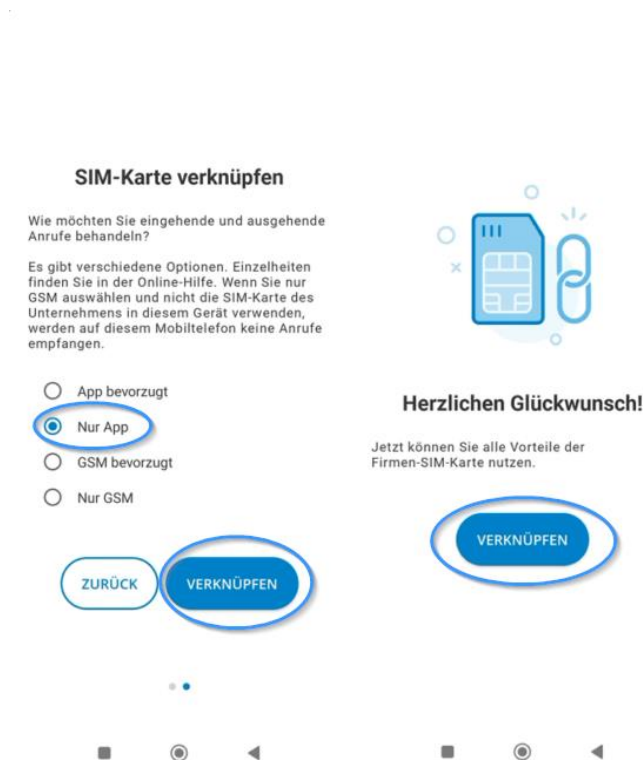 SIM-Karte verknüpfen
Wie möchten Sie eingehende und ausgehende
Anrufe behandeln?
Es gibt verschiedene Optionen. Einzelheiten
finden Sie in der Online-Hilfe. Wenn Sie nur
GSM auswählen und nicht die SIM-Karte des
Unternehmens in diesem Gerät verwenden,
werden auf diesem Mobiltelefon keine Anrufe
empfangen.
App bevorzugt
Nur App
GSM bevorzugt
Nur GSM
ZURÜCK
VERKNÜPFEN
Herzlichen Glückwunsch!
Jetzt können Sie alle Vorteile der
Firmen-SIM-Karte nutzen.
VERKNÜPFEN